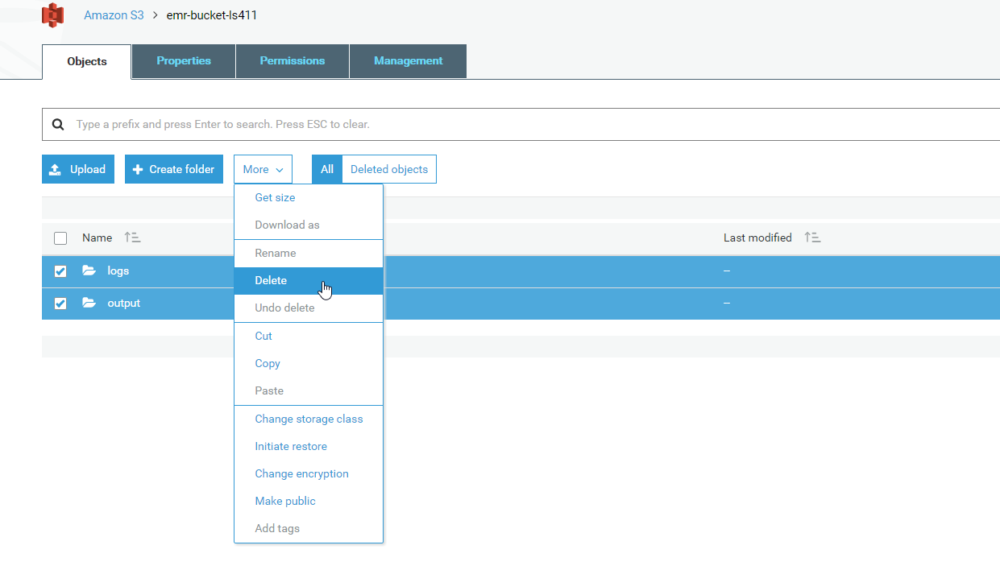 Amazon S3 > emr-bucket-ls411
Objects Properties Permissions Management
Type a prefix and press Enter to search. Press ESC to clear.
Upload Create folder More All Deleted objects
Get size
Download as
Name Last modified
Rename
logs –
Delete
output –
Undo delete
Cut
Copy
Paste
Change storage class
Initiate restore
Change encryption
Make public
Add tags